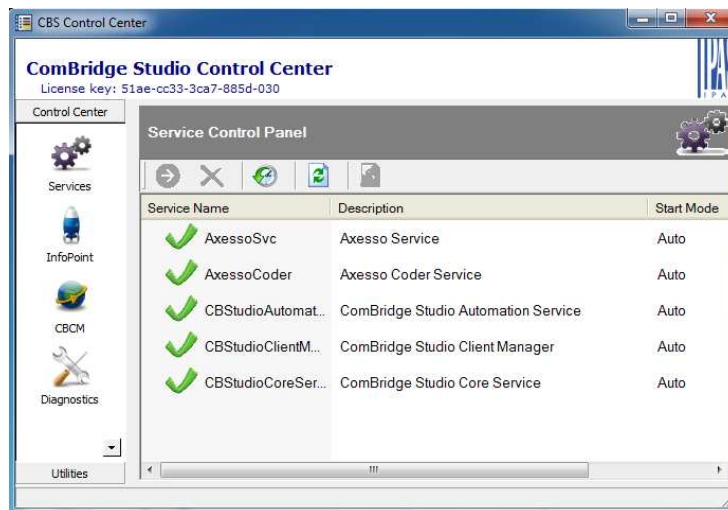 CBS Control Center
ComBridge Studio Control Center
License key: 51ae-cc33-3ca7-885d-030
IPA
Control Center
Service Control Panel
Services
InfoPoint
CBCM
Diagnostics
Utilities
Service Name Description Start Mode
AxessoSvc Axesso Service Auto
AxessoCoder Axesso Coder Service Auto
CBStudioAutomat... ComBridge Studio Automation Service Auto
CBStudioClientM... ComBridge Studio Client Manager Auto
CBStudioCoreSer... ComBridge Studio Core Service Auto